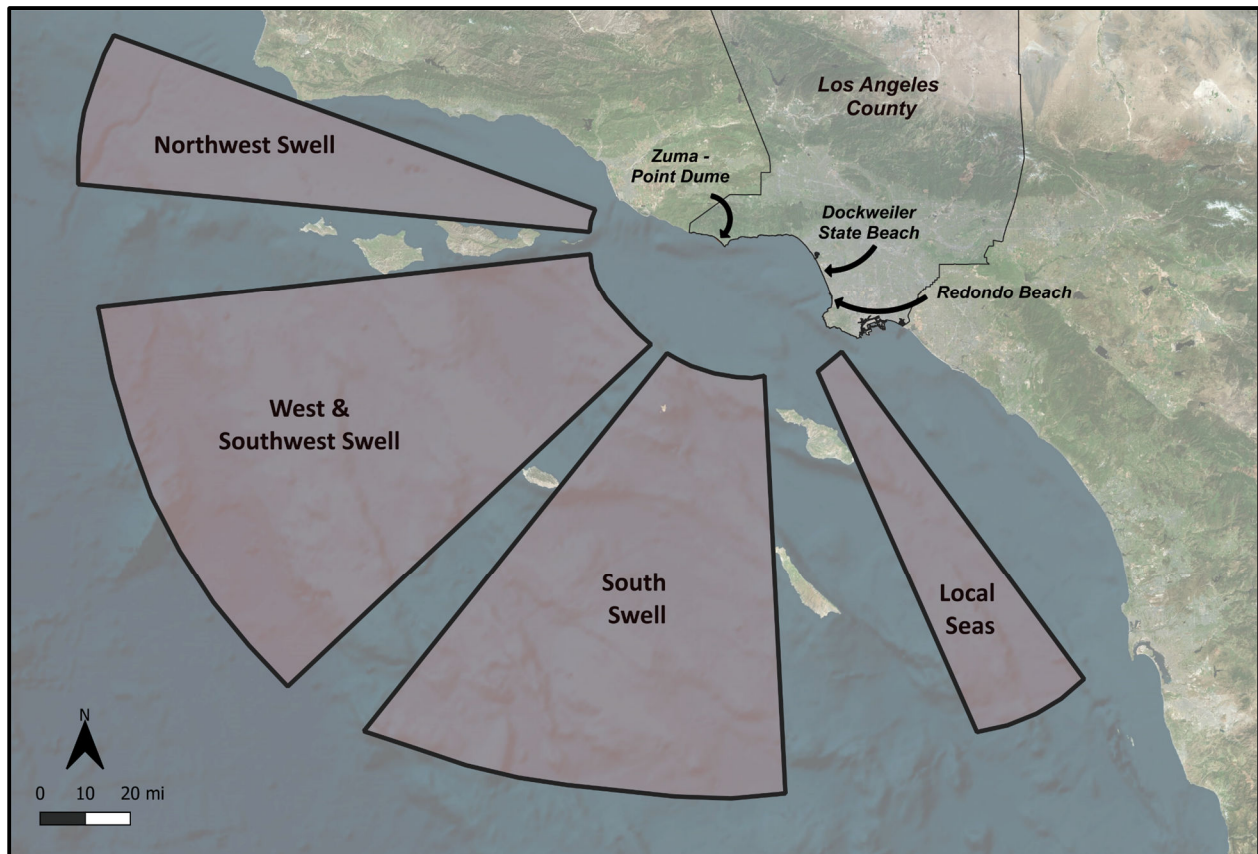 Los Angeles
County
Northwest Swell
Zuma -
Point Dume
Dockweiler
State Beach
Redondo Beach
West &
Southwest Swell
South
Swell
Local
Seas
N
0 10 20 mi